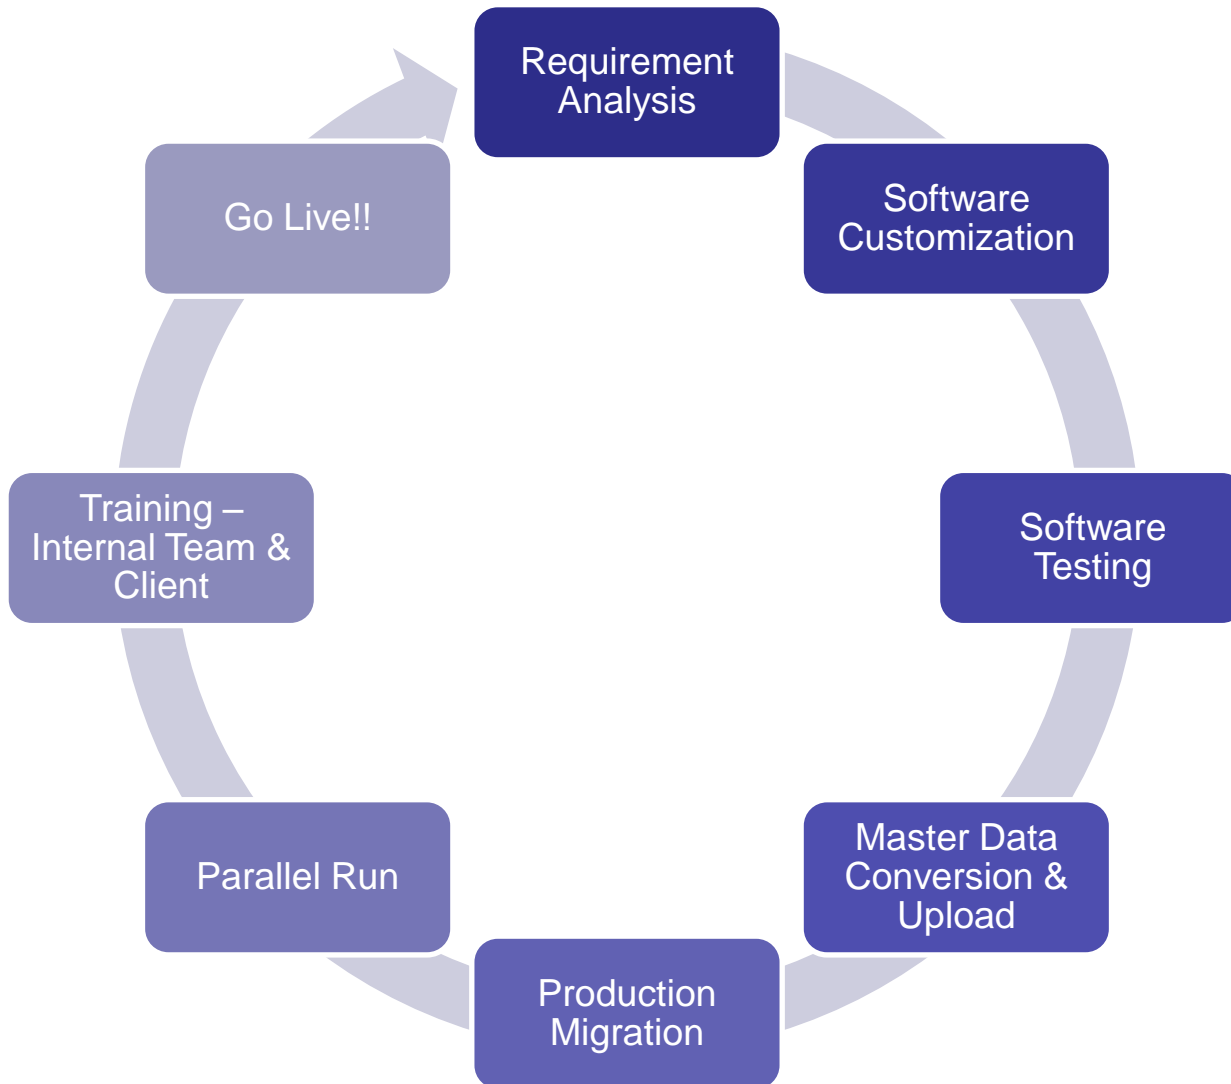 Requirement
Analysis
Software
Customization
Software
Testing
Master Data
Conversion &
Upload
Production
Migration
Parallel Run
Training –
Internal Team &
Client
Go Live!!